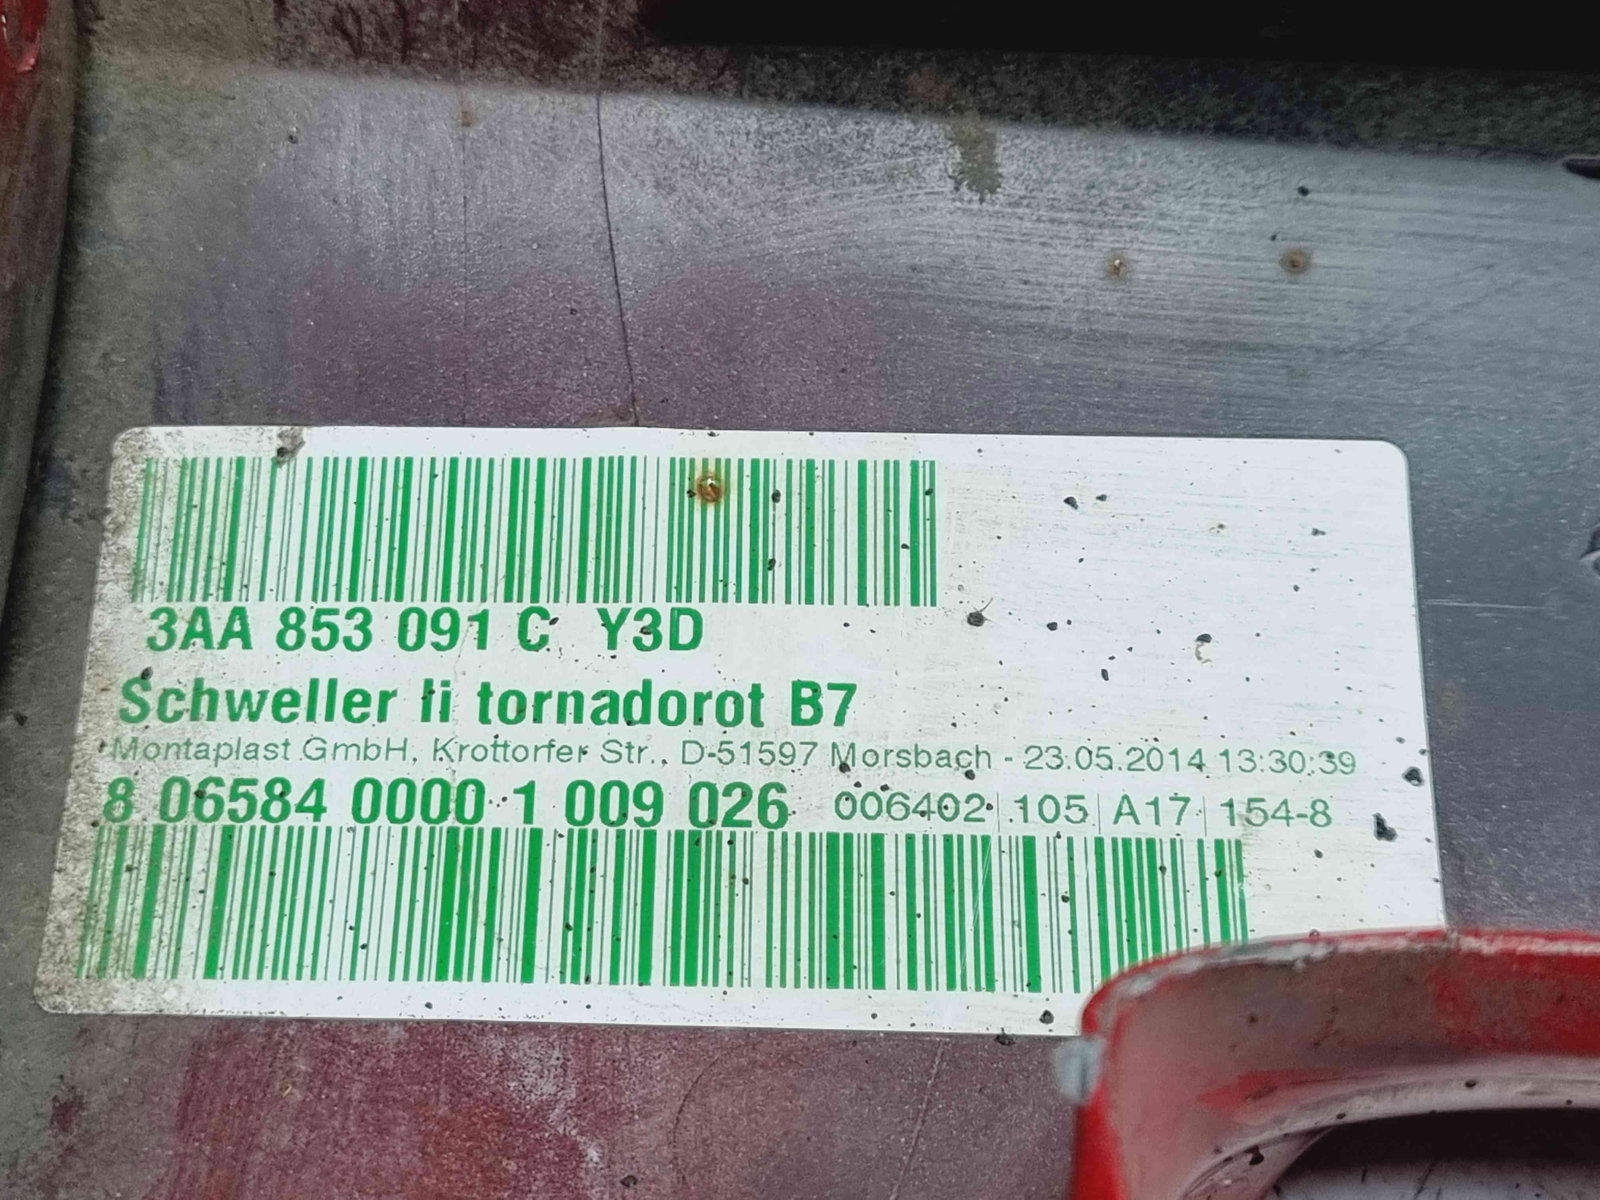 3AA 853 091 C Y3D
Schweller li tornadorot B7
Montaplast GmbH, Krottorfer Str., D-51597 Morsbach - 23.05.2014 13:30:39
8 06584 0000 1 009 026 006402 | 105 | A17 | 154-8